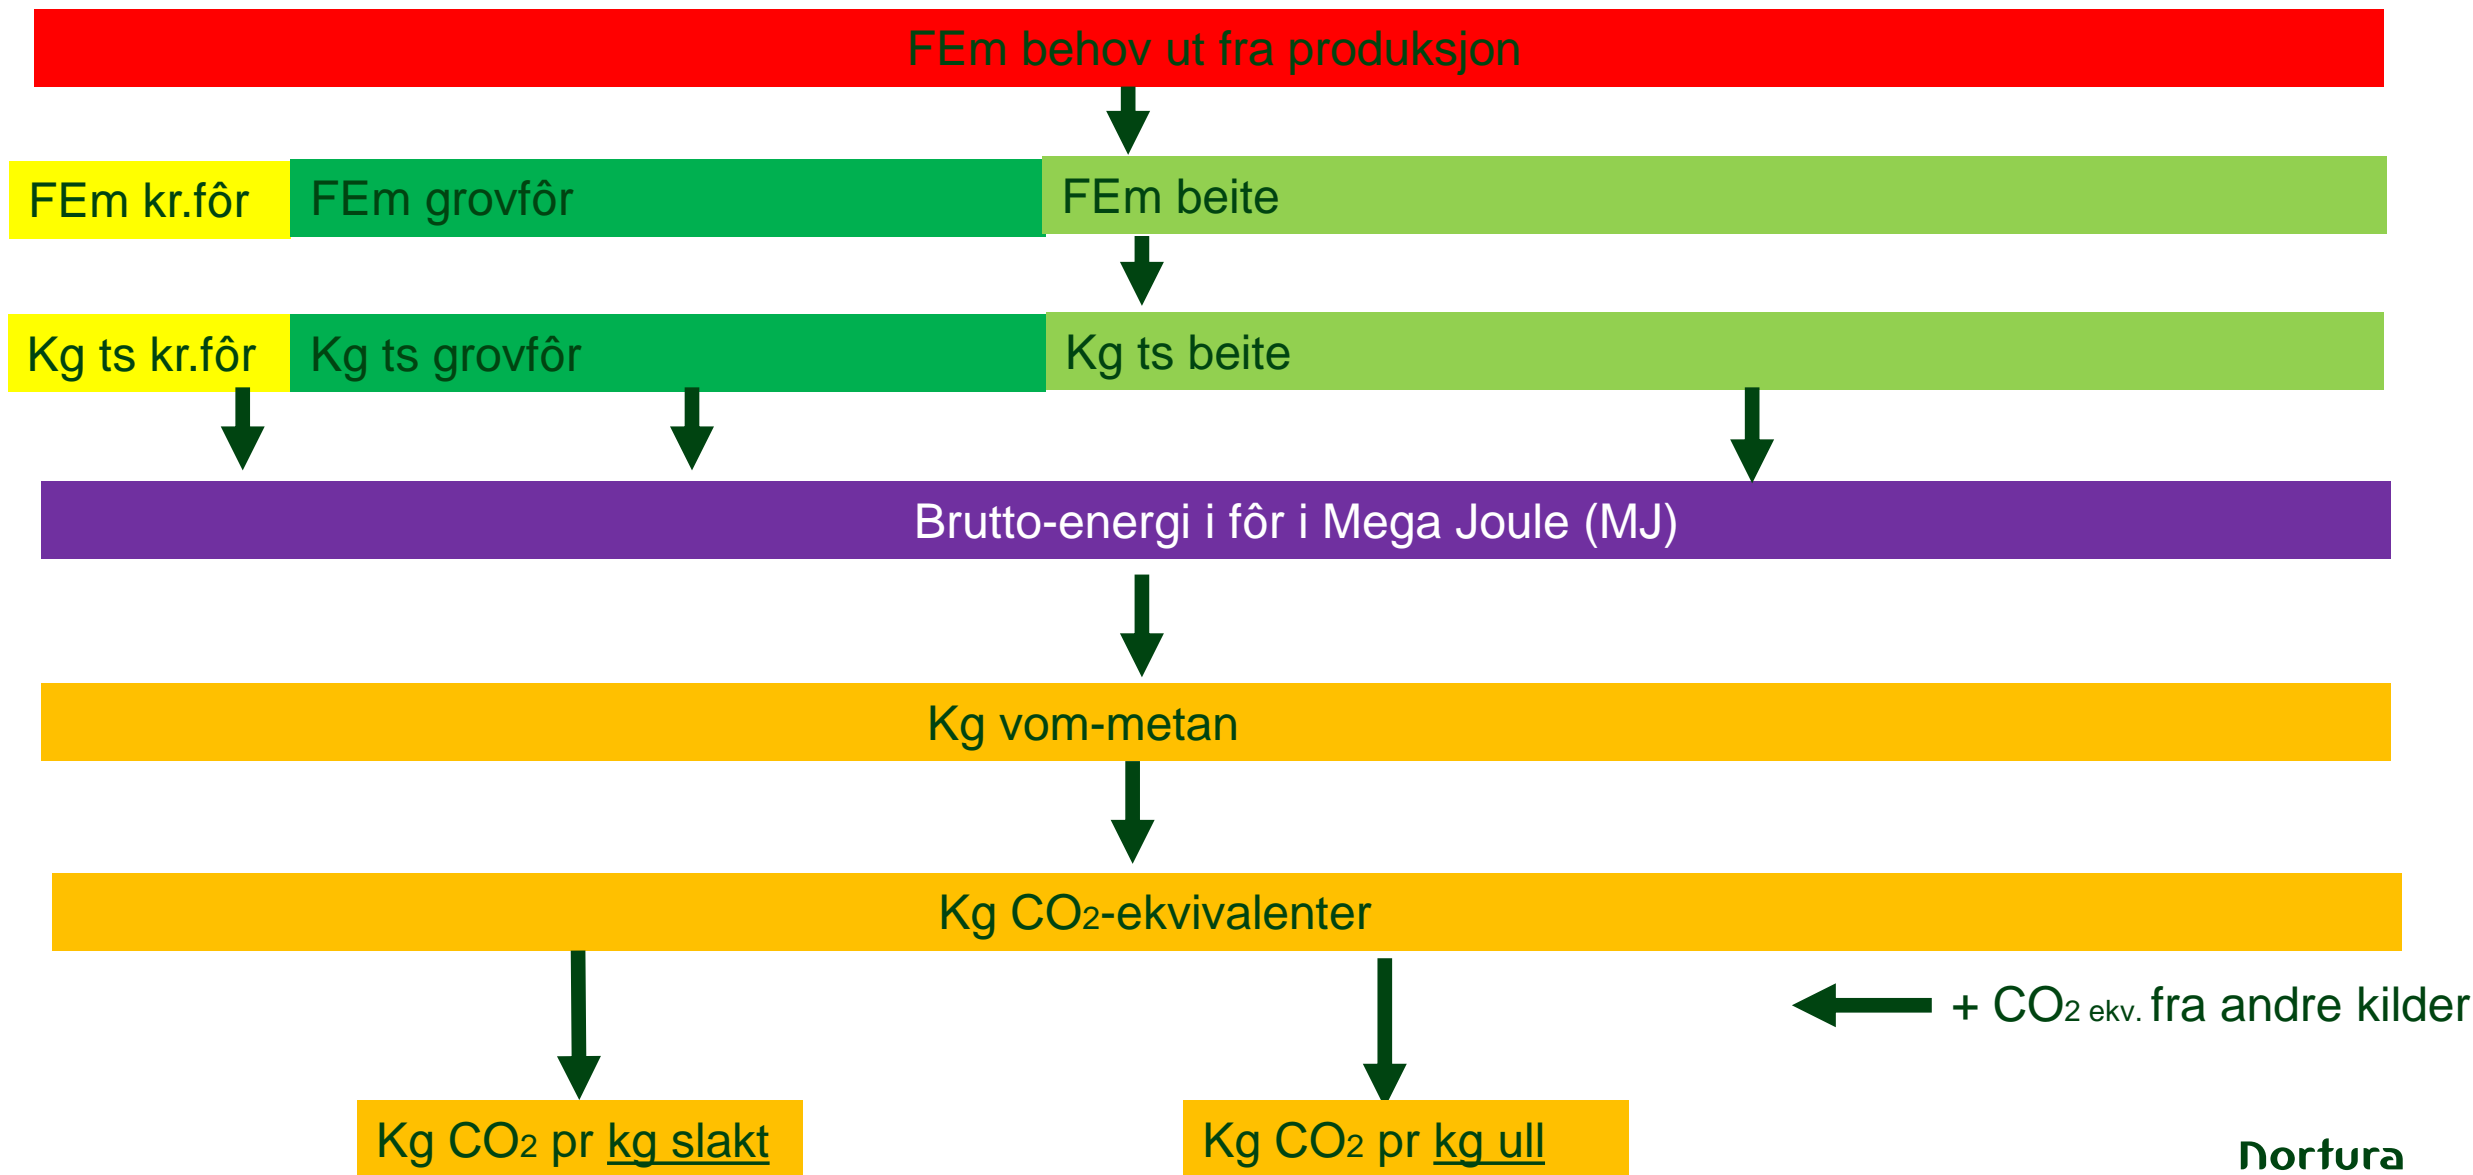 FEm behov ut fra produksjon
FEm kr.fôr
FEm grovfôr
FEm beite
Kg ts kr.fôr
Kg ts grovfôr
Kg ts beite
Brutto-energi i fôr i Mega Joule (MJ)
Kg vom-metan
Kg CO2-ekvivalenter
+ CO2 ekv. fra andre kilder
Kg CO2 pr kg slakt
Kg CO2 pr kg ull
nortura